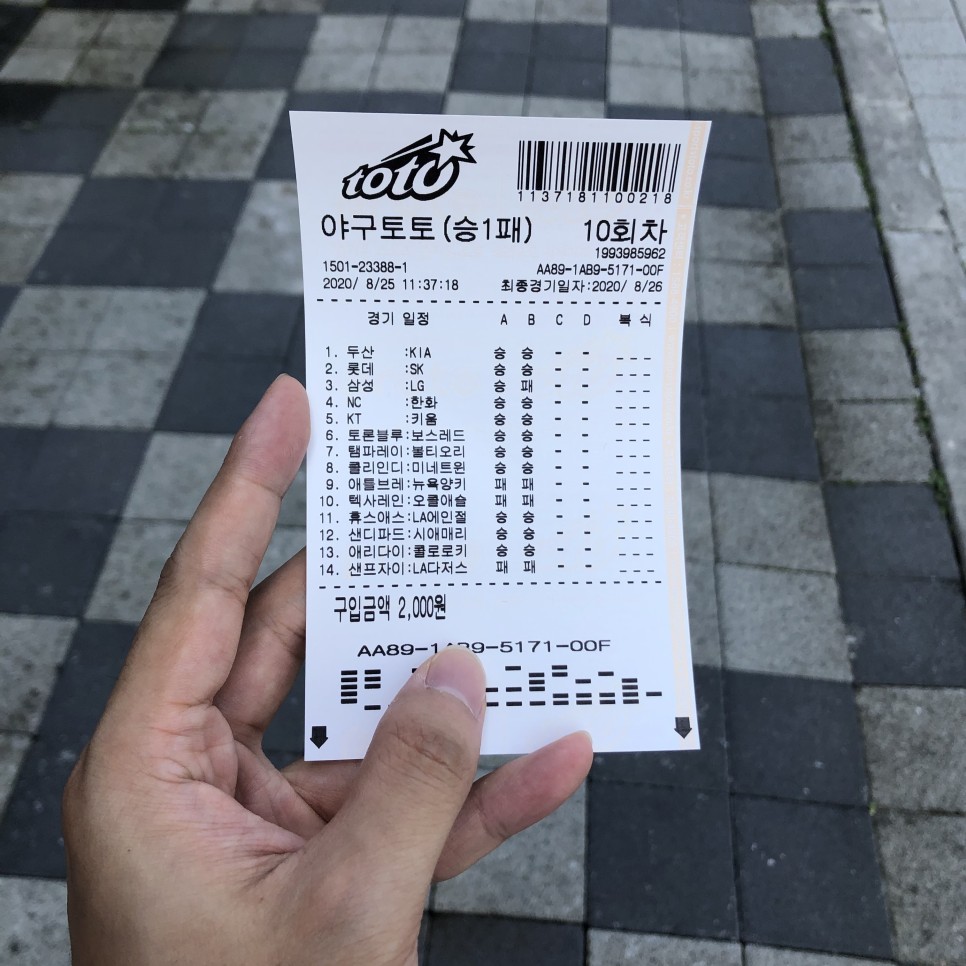 toto
1137181100218
야구토토(승1패) 10회차
1993985962
1501-23388-1 AA89-1AB9-5171-00F
2020/ 8/25 11:37:18 최종경기일자:2020/ 8/26
경기 일정 A B C D 복 식
1. 두산 :KIA 승 승 - - _ _ _
2. 롯데 :SK 승 승 - - _ _ _
3. 삼성 :LG 승 패 - - _ _ _
4. NC :한화 승 승 - - _ _ _
5. KT :키움 승 승 - - _ _ _
6. 토론블루:보스레드 승 승 - - _ _ _
7. 탬파레이:볼티오리 승 승 - - _ _ _
8. 클리인디:미네트윈 승 승 - - _ _ _
9. 애틀브레:뉴욕양키 패 패 - - _ _ _
10. 텍사레인:오클애슬 패 패 - - _ _ _
11. 휴스애스:LA에인절 승 승 - - _ _ _
12. 샌디파드:시애매리 승 승 - - _ _ _
13. 애리다이:콜로로키 승 승 - - _ _ _
14. 샌프자이:LA다저스 패 패 - - _ _ _
구입금액 2,000원
AA89-1AB9-5171-00F